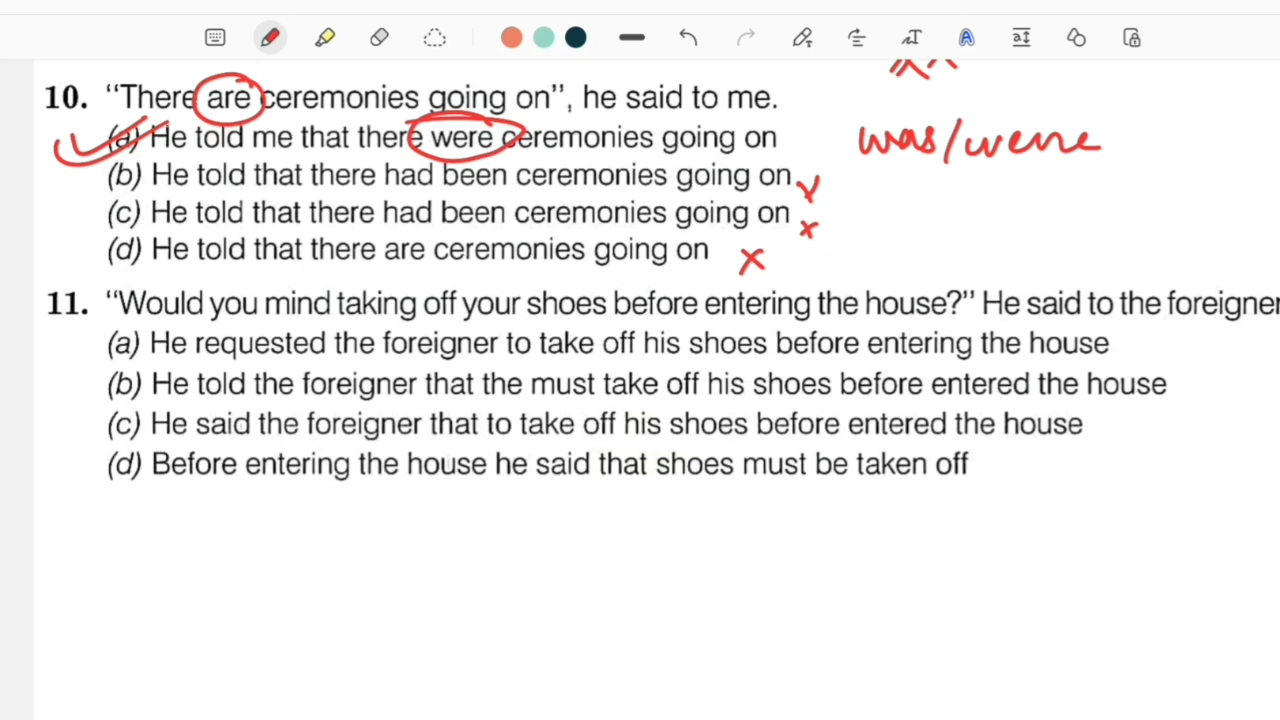 10. "There are ceremonies going on", he said to me.
(a) He told me that there were ceremonies going on
was/were
(b) He told that there had been ceremonies going on
(c) He told that there had been ceremonies going on
(d) He told that there are ceremonies going on
11. "Would you mind taking off your shoes before entering the house?" He said to the foreigner
(a) He requested the foreigner to take off his shoes before entering the house
(b) He told the foreigner that the must take off his shoes before entered the house
(c) He said the foreigner that to take off his shoes before entered the house
(d) Before entering the house he said that shoes must be taken off